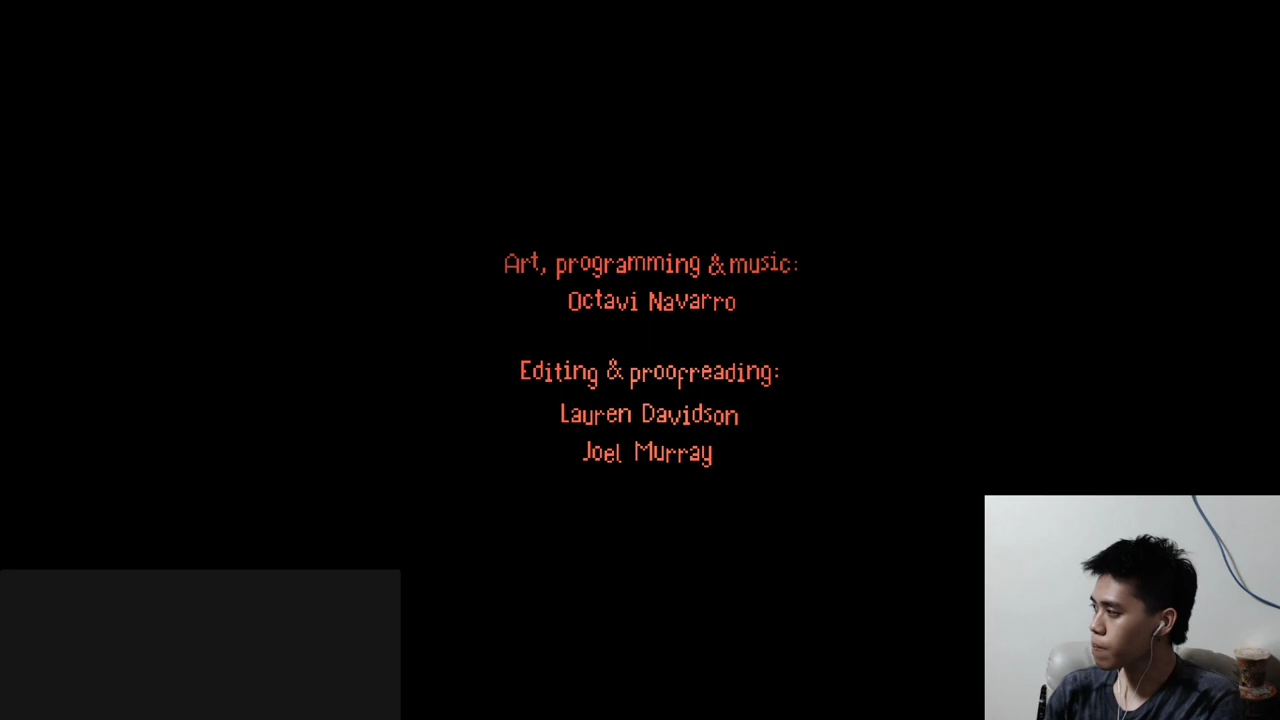 Art, programming & music:
Octavi Navarro
Editing & proofreading:
Lauren Davidson
Joel Murray